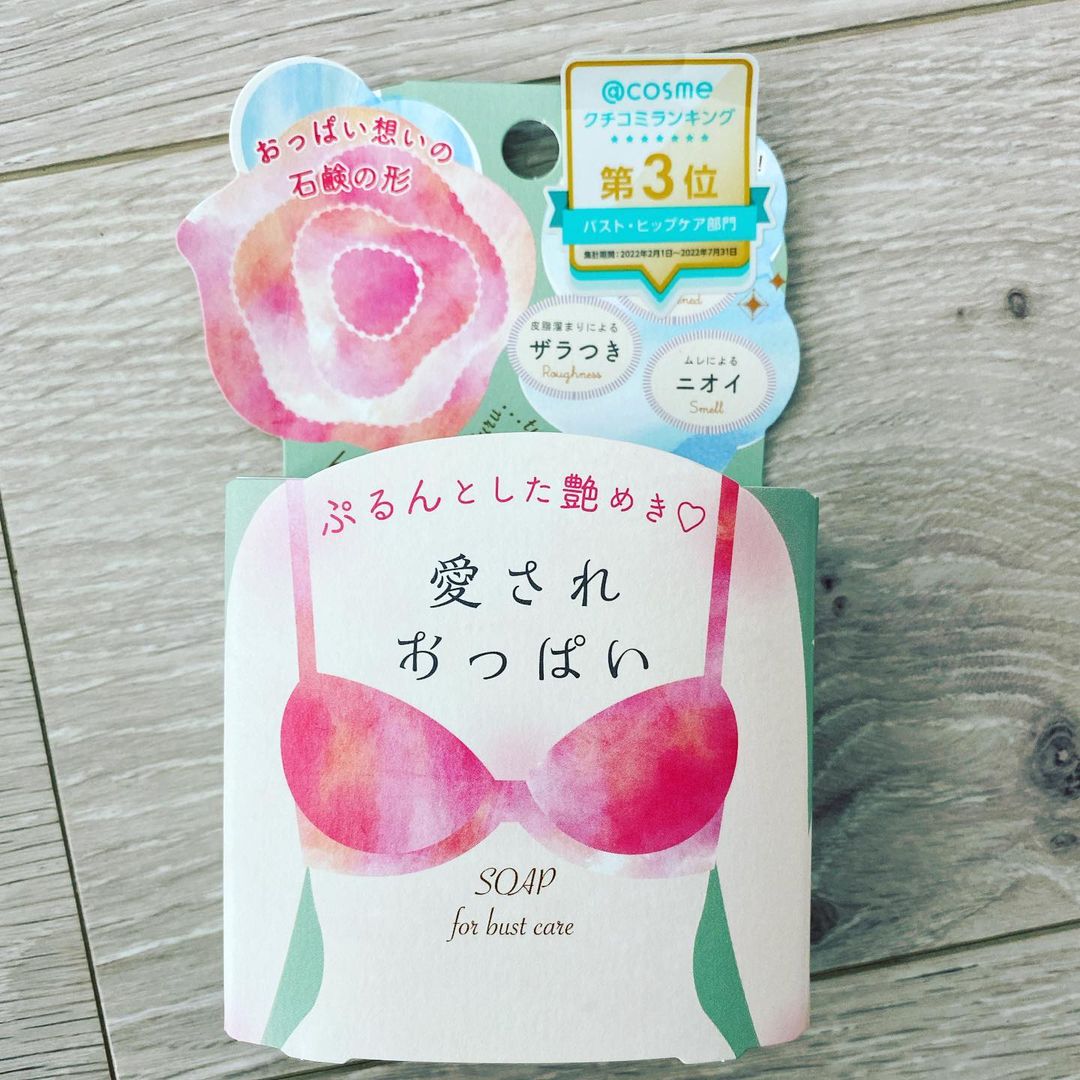 おっぱい想いの
石鹸の形
@cosme
クチコミランキング
第3位
バスト・ヒップケア部門
集計期間：2022年2月1日〜2022年7月31日
皮脂溜まりによる
ザラつき
Roughness
ムレによる
ニオイ
Smell
ぷるんとした艶めき♡
愛され
おっぱい
SOAP
for bust care